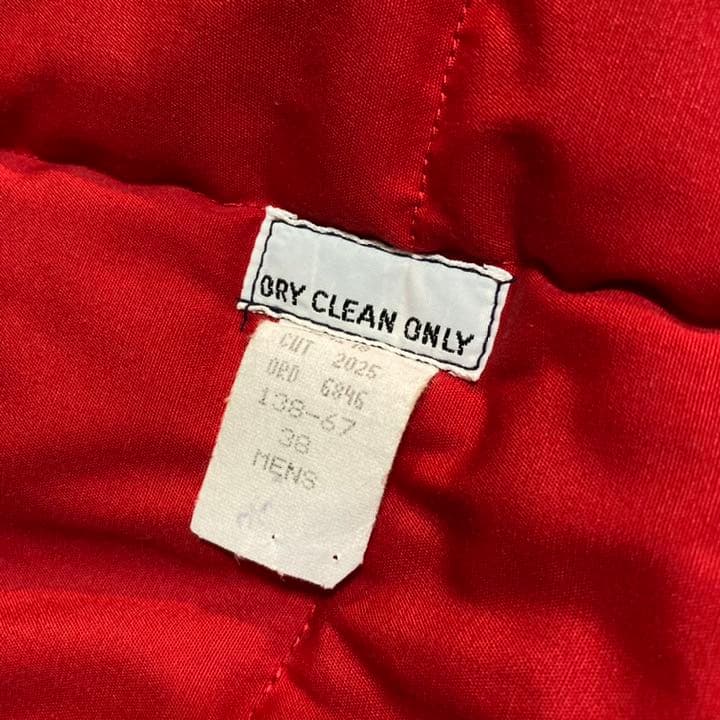 DRY CLEAN ONLY
CUT 2025
ORD 6846
138-67
38
MENS